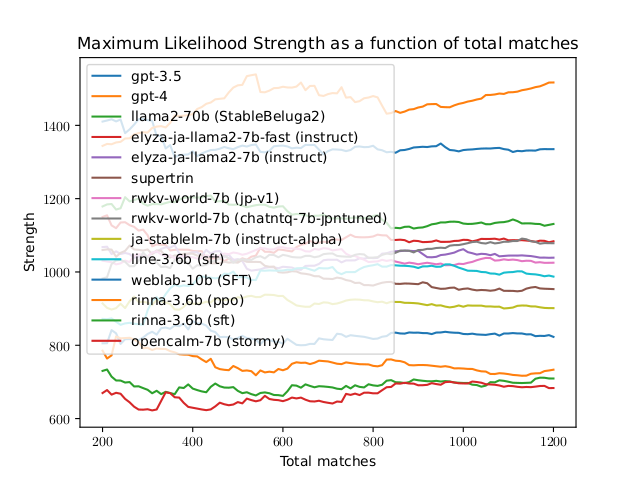 Maximum Likelihood Strength as a function of total matches
gpt-3.5
gpt-4
llama2-70b (StableBeluga2)
elyza-ja-llama2-7b-fast (instruct)
elyza-ja-llama2-7b (instruct)
supertrin
rwkv-world-7b (jp-v1)
rwkv-world-7b (chatntq-7b-jpntuned)
ja-stablelm-7b (instruct-alpha)
line-3.6b (sft)
weblab-10b (SFT)
rinna-3.6b (ppo)
rinna-3.6b (sft)
opencalm-7b (stormy)
1400
1200
1000
800
600
Strength
200 400 600 800 1000 1200
Total matches